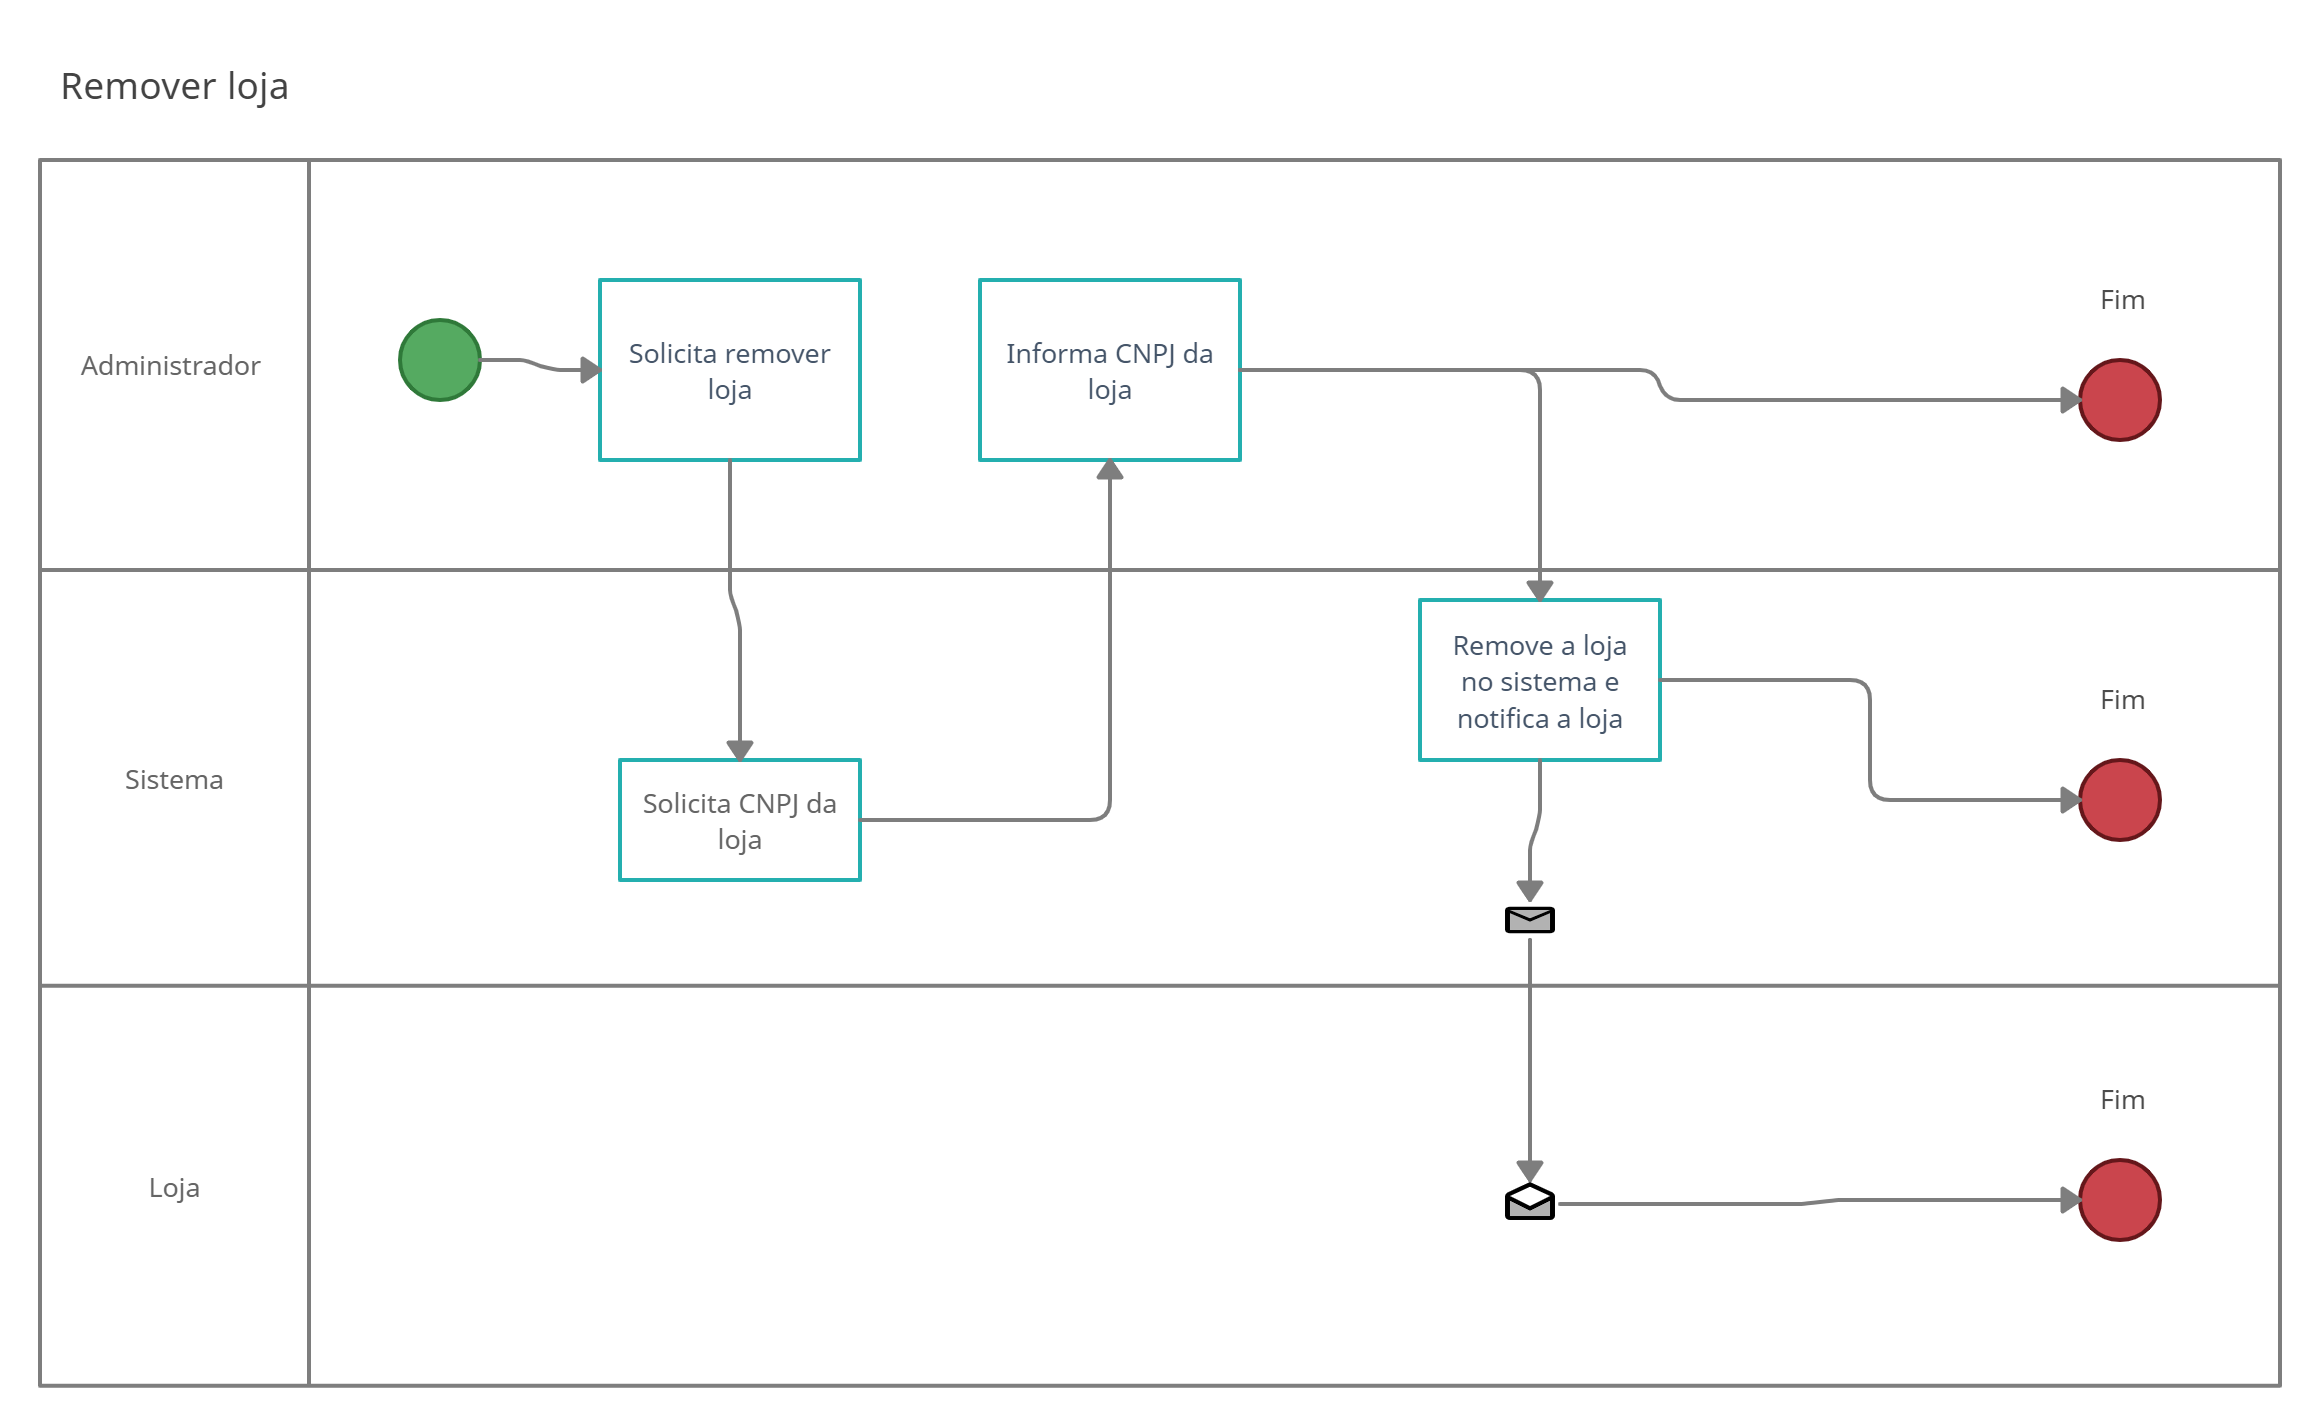 Remover loja
Administrador
Solicita remover
loja
Informa CNPJ da
loja
Fim
Sistema
Solicita CNPJ da
loja
Remove a loja
no sistema e
notifica a loja
Fim
Loja
Fim